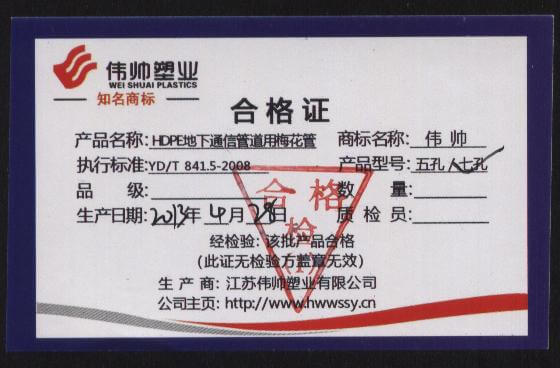 伟帅塑业
WEI SHUAI PLASTICS
知名商标
合格证
产品名称: HDPE地下通信管道用梅花管 商标名称: 伟 帅
执行标准: YD/T 841.5-2008 产品型号: 五孔 七孔
品 级: 数 量:
生产日期: 2013年 4月 28日 质 检 员:
合格
检
(1)
经检验: 该批产品合格
(此证无检验方盖章无效)
生 产 商: 江苏伟帅塑业有限公司
公司主页: http://www.hwwssy.cn